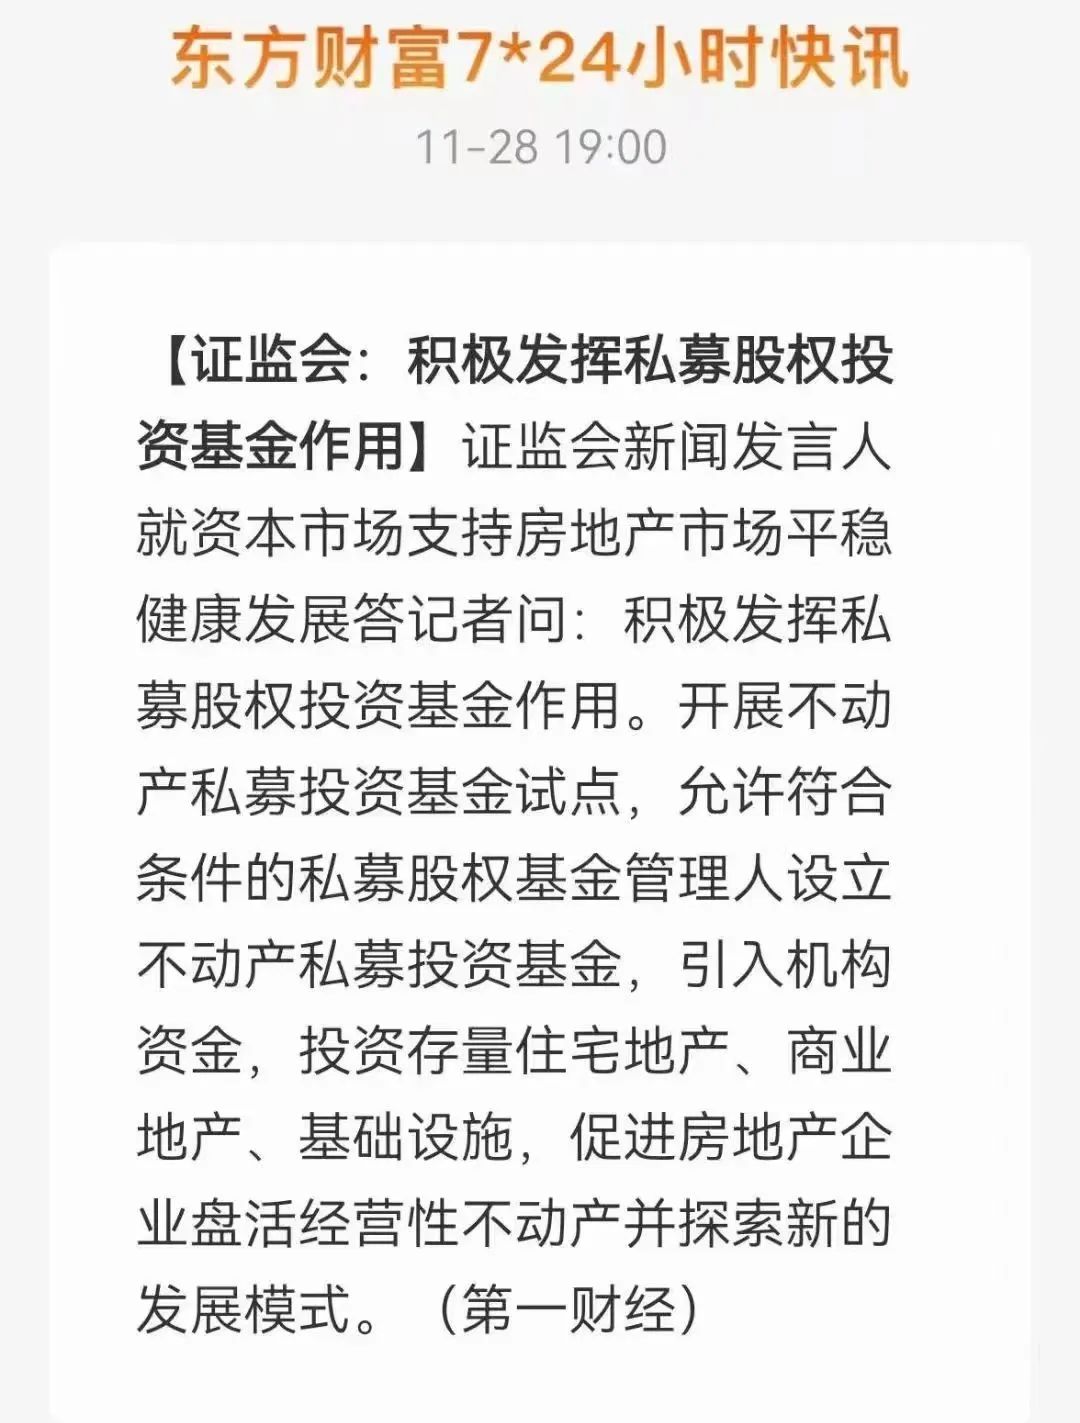 东方财富7*24小时快讯
11-28 19:00
【证监会：积极发挥私募股权投
资基金作用】证监会新闻发言人
就资本市场支持房地产市场平稳
健康发展答记者问：积极发挥私
募股权投资基金作用。开展不动
产私募投资基金试点，允许符合
条件的私募股权基金管理人设立
不动产私募投资基金，引入机构
资金，投资存量住宅地产、商业
地产、基础设施，促进房地产企
业盘活经营性不动产并探索新的
发展模式。（第一财经）